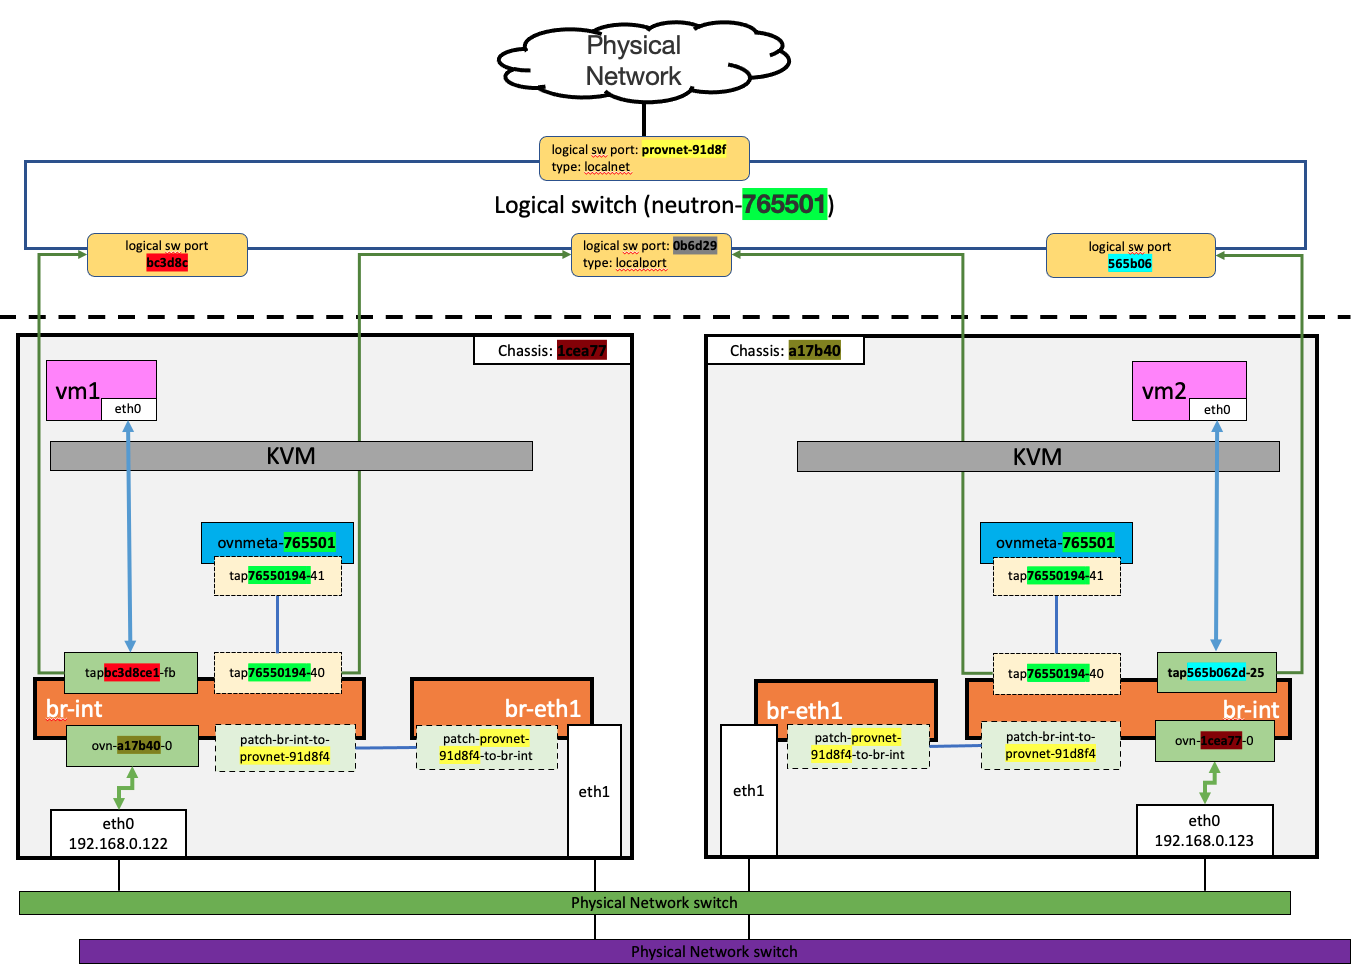 Physical
Network
logical sw port: provnet-91d8f
type: localnet
Logical switch (neutron-765501)
logical sw port
bc3d8c
logical sw port: 0b6d29
type: localport
logical sw port
565b06
Chassis: 1cea77
Chassis: a17b40
vm1
eth0
vm2
eth0
KVM
KVM
ovnmeta-765501
tap76550194-41
ovnmeta-765501
tap76550194-41
tapbc3d8ce1-fb
tap76550194-40
tap76550194-40
tap565b062d-25
br-int
br-eth1
br-eth1
br-int
ovn-a17b40-0
patch-br-int-to-
provnet-91d8f4
patch-provnet-
91d8f4-to-br-int
patch-provnet-
91d8f4-to-br-int
patch-br-int-to-
provnet-91d8f4
ovn-1cea77-0
eth1
eth1
eth0
192.168.0.122
eth0
192.168.0.123
Physical Network switch
Physical Network switch